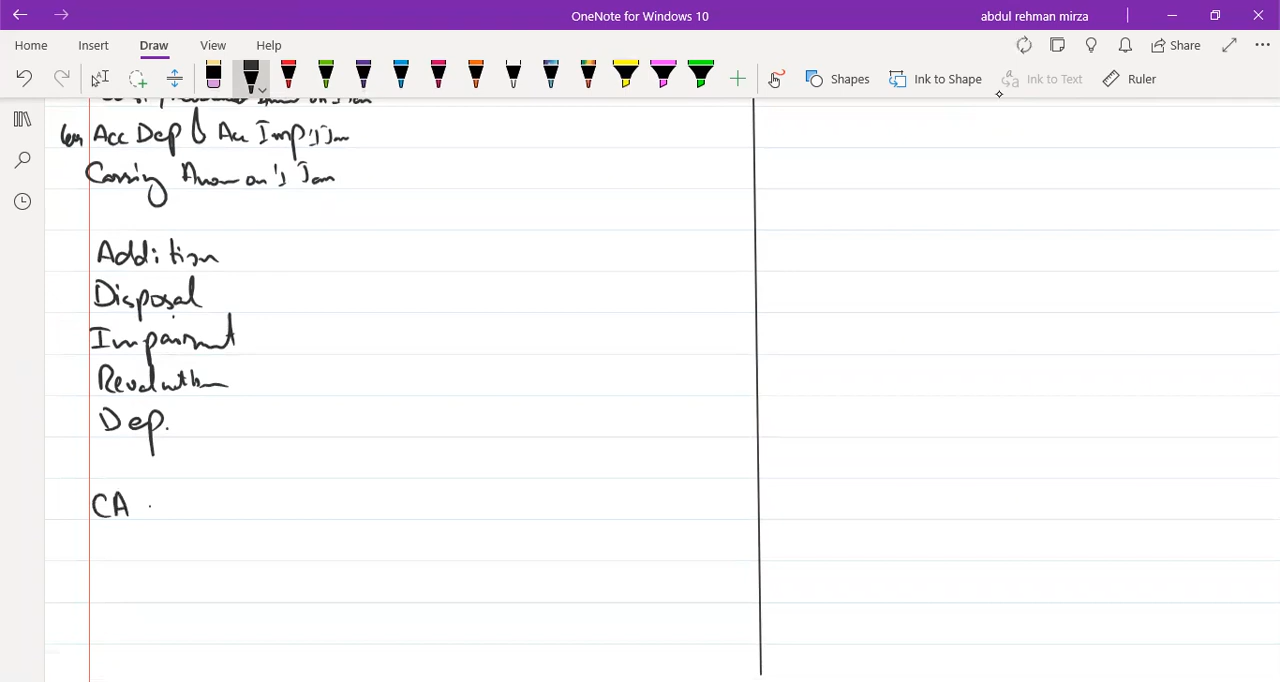 OneNote for Windows 10
abdul rehman mirza
Home Insert Draw View Help
Share
Shapes Ink to Shape Ink to Text Ruler
Acc Dep & Acc Imp 1 Jan
Carrying Amount on 1 Jan
Addition
Disposal
Impairment
Revaluation
Dep.
CA